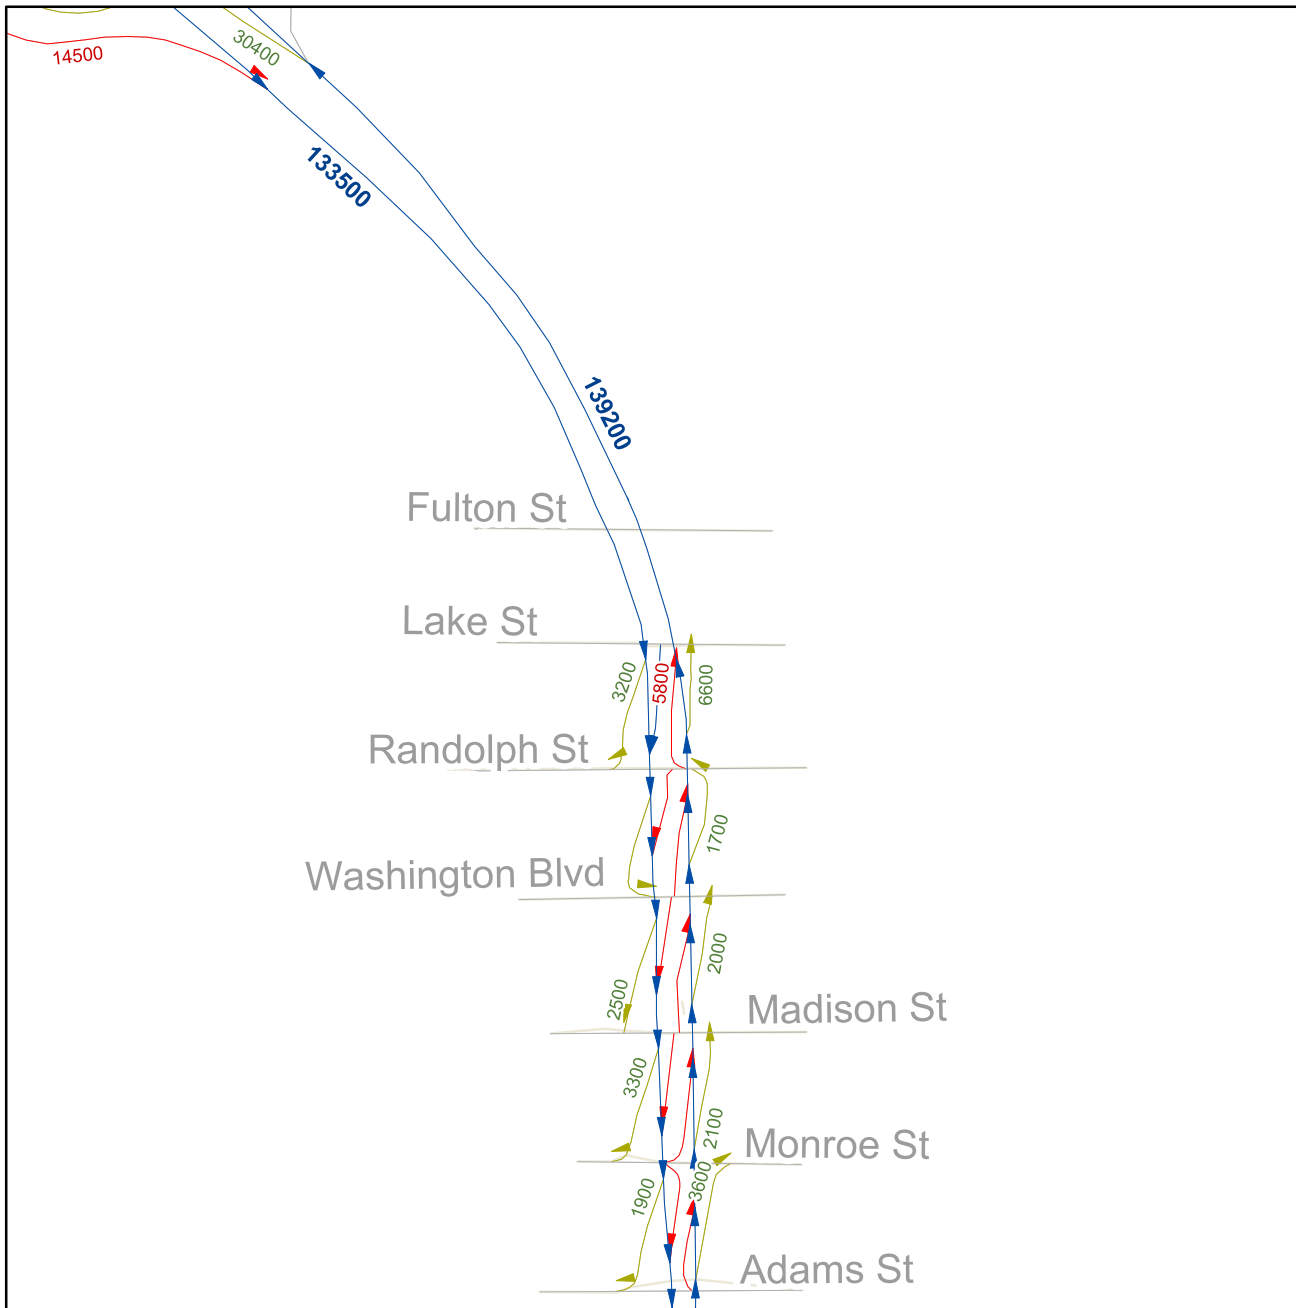 30400
14500
133500
139200
Fulton St
Lake St
3200
5800
6600
Randolph St
1700
Washington Blvd
2000
2500
Madison St
3300
2100
Monroe St
3600
1900
Adams St